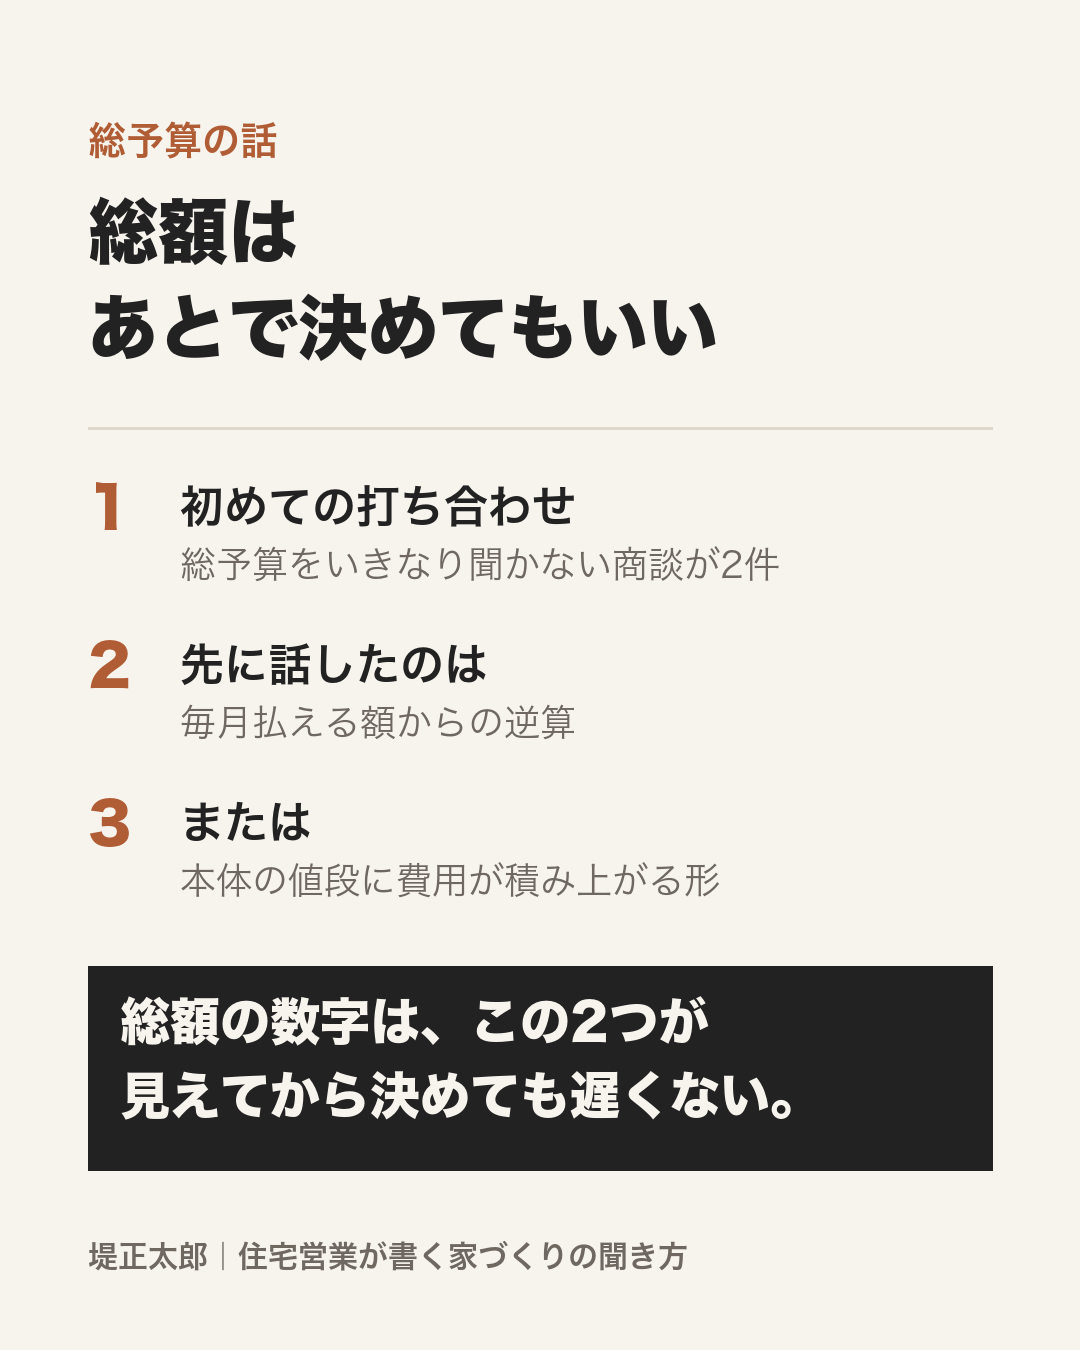 総予算の話
総額は
あとで決めてもいい
1 初めての打ち合わせ
総予算をいきなり聞かない商談が2件
2 先に話したのは
毎月払える額からの逆算
3 または
本体の値段に費用が積み上がる形
総額の数字は、この2つが
見えてから決めても遅くない。
堤正太郎｜住宅営業が書く家づくりの聞き方